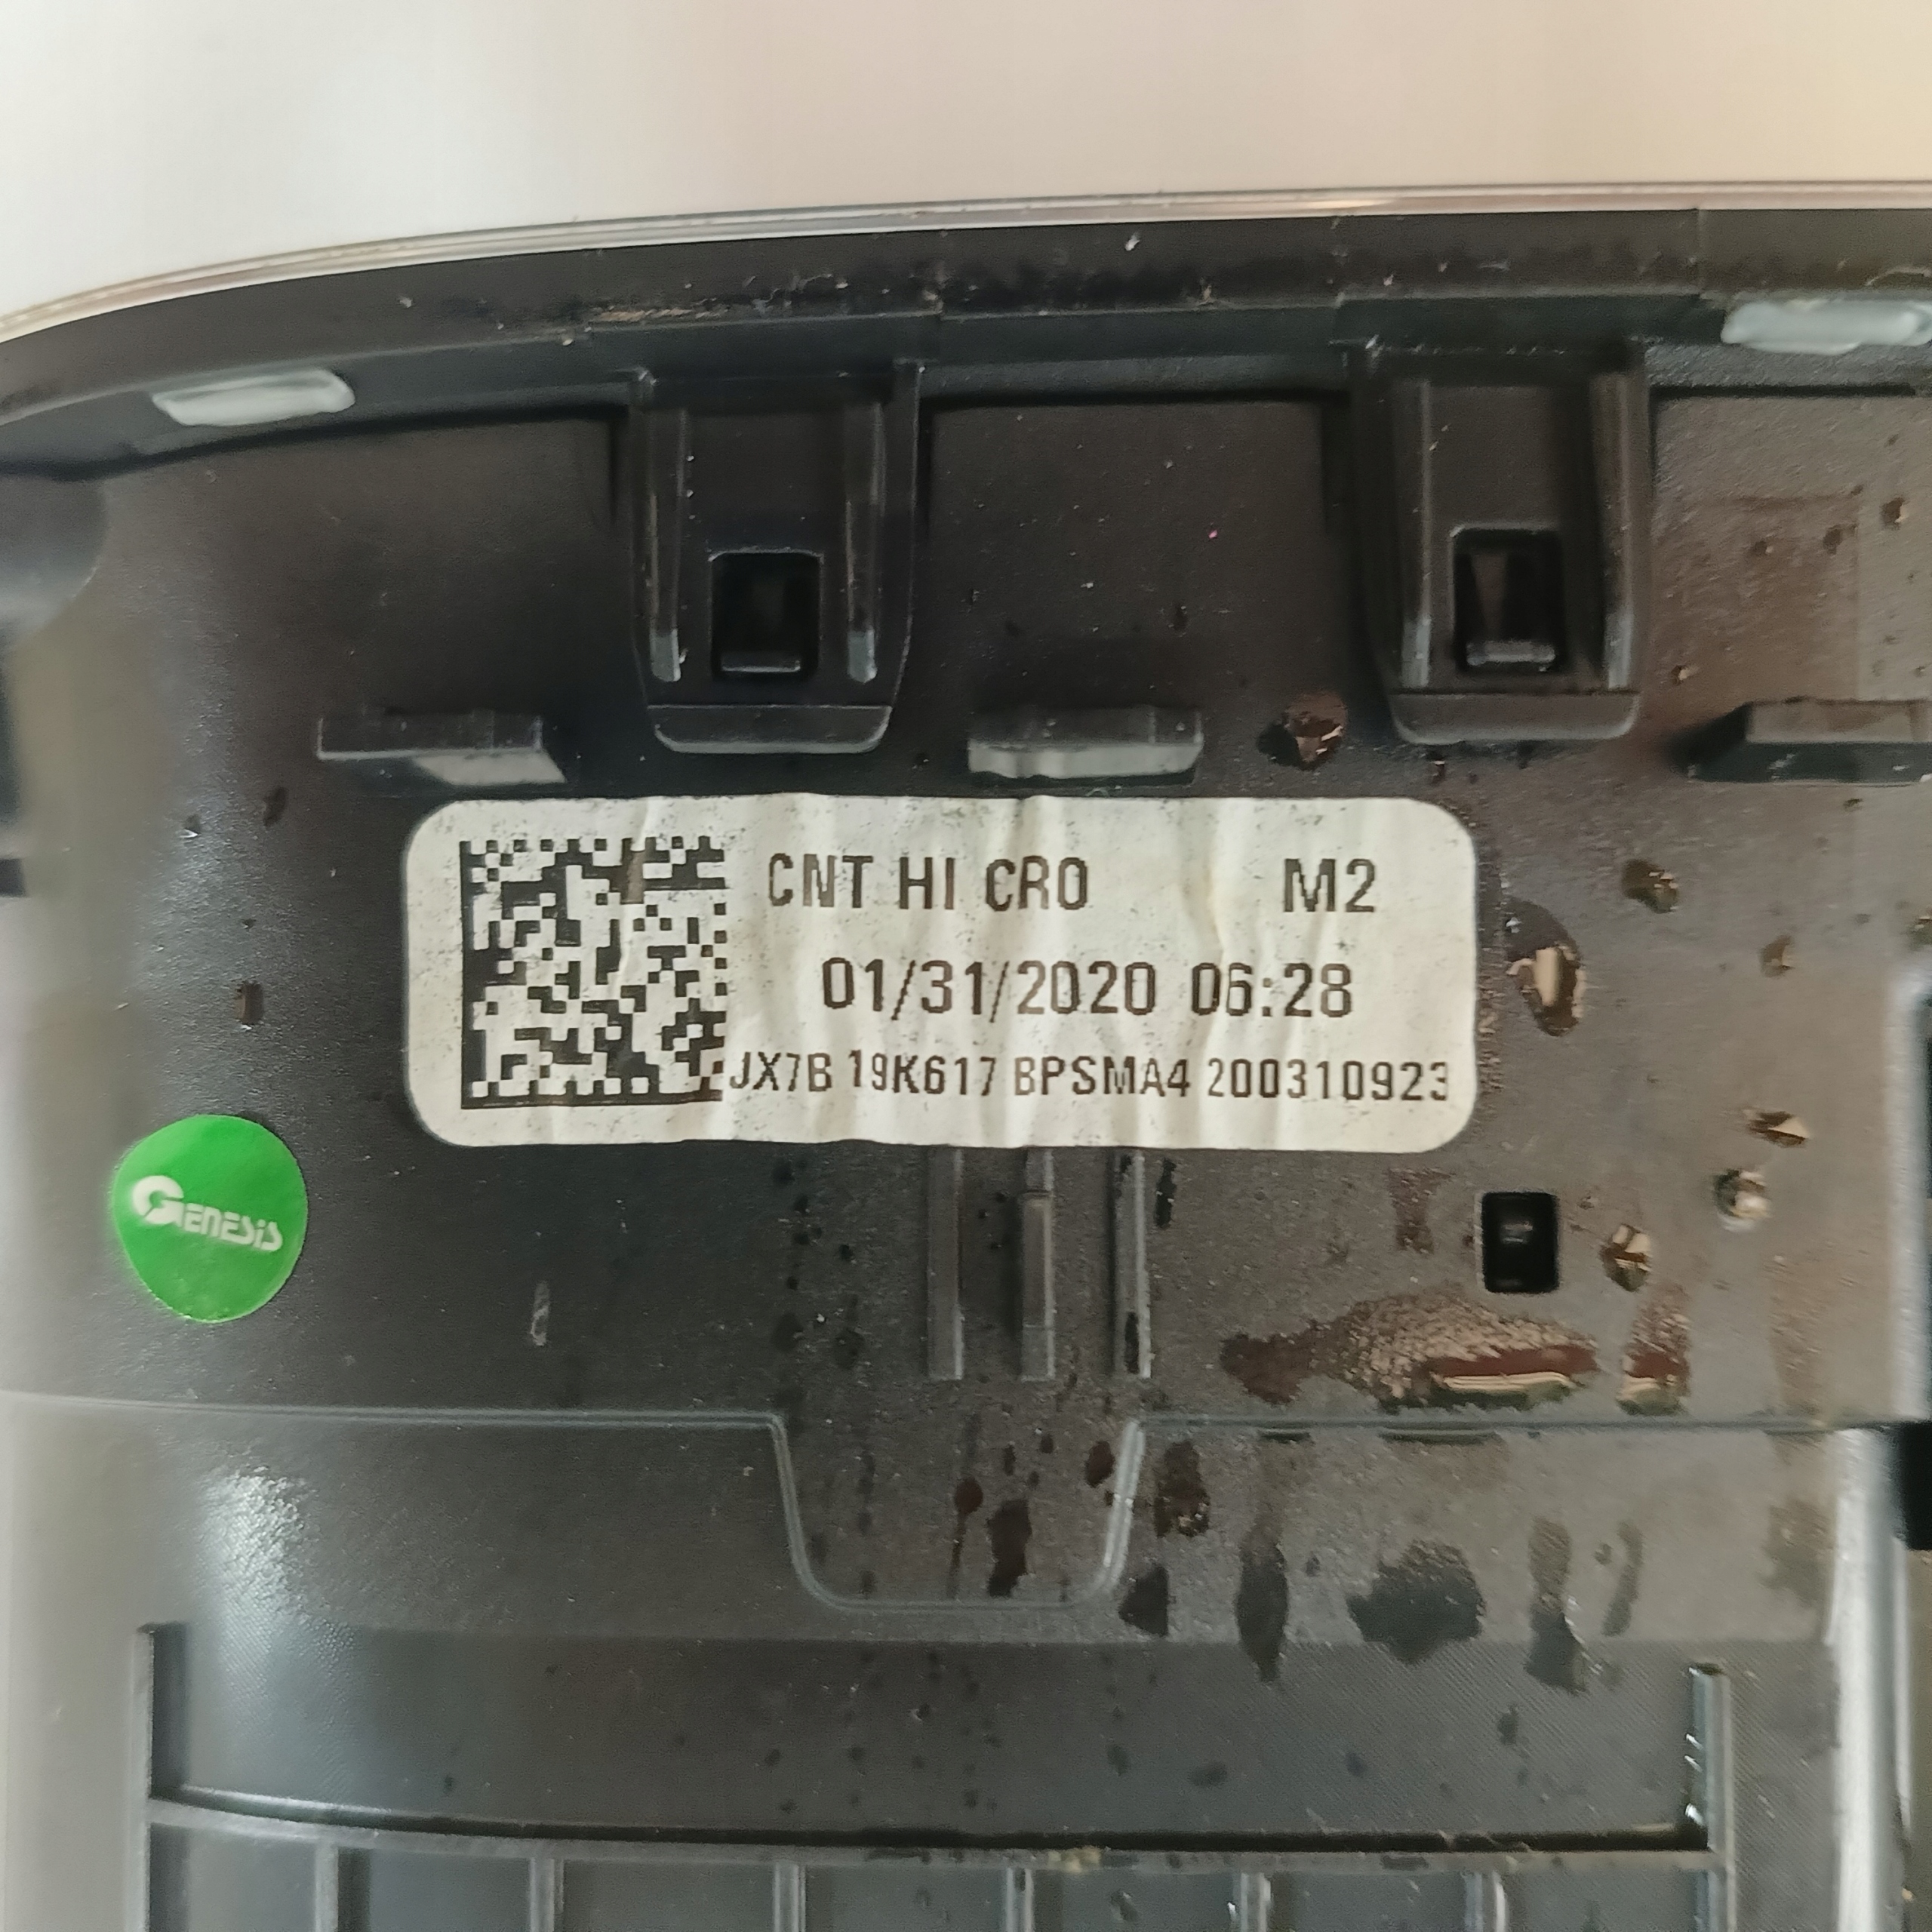 CNT HI CRO M2
01/31/2020 06:28
JX7B 19K617 BPSMA4 200310923
GENESIS